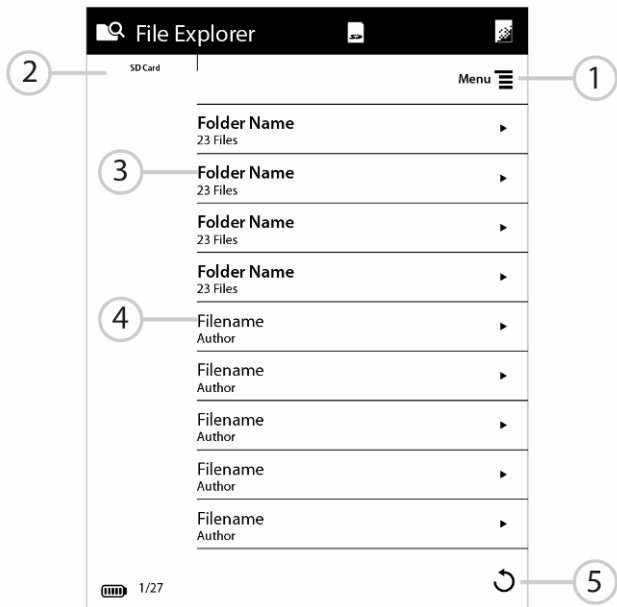 File Explorer
SD Card
Menu
1
2
Folder Name
23 Files
3
Folder Name
23 Files
Folder Name
23 Files
Folder Name
23 Files
4
Filename
Author
Filename
Author
Filename
Author
Filename
Author
Filename
Author
1/27
5